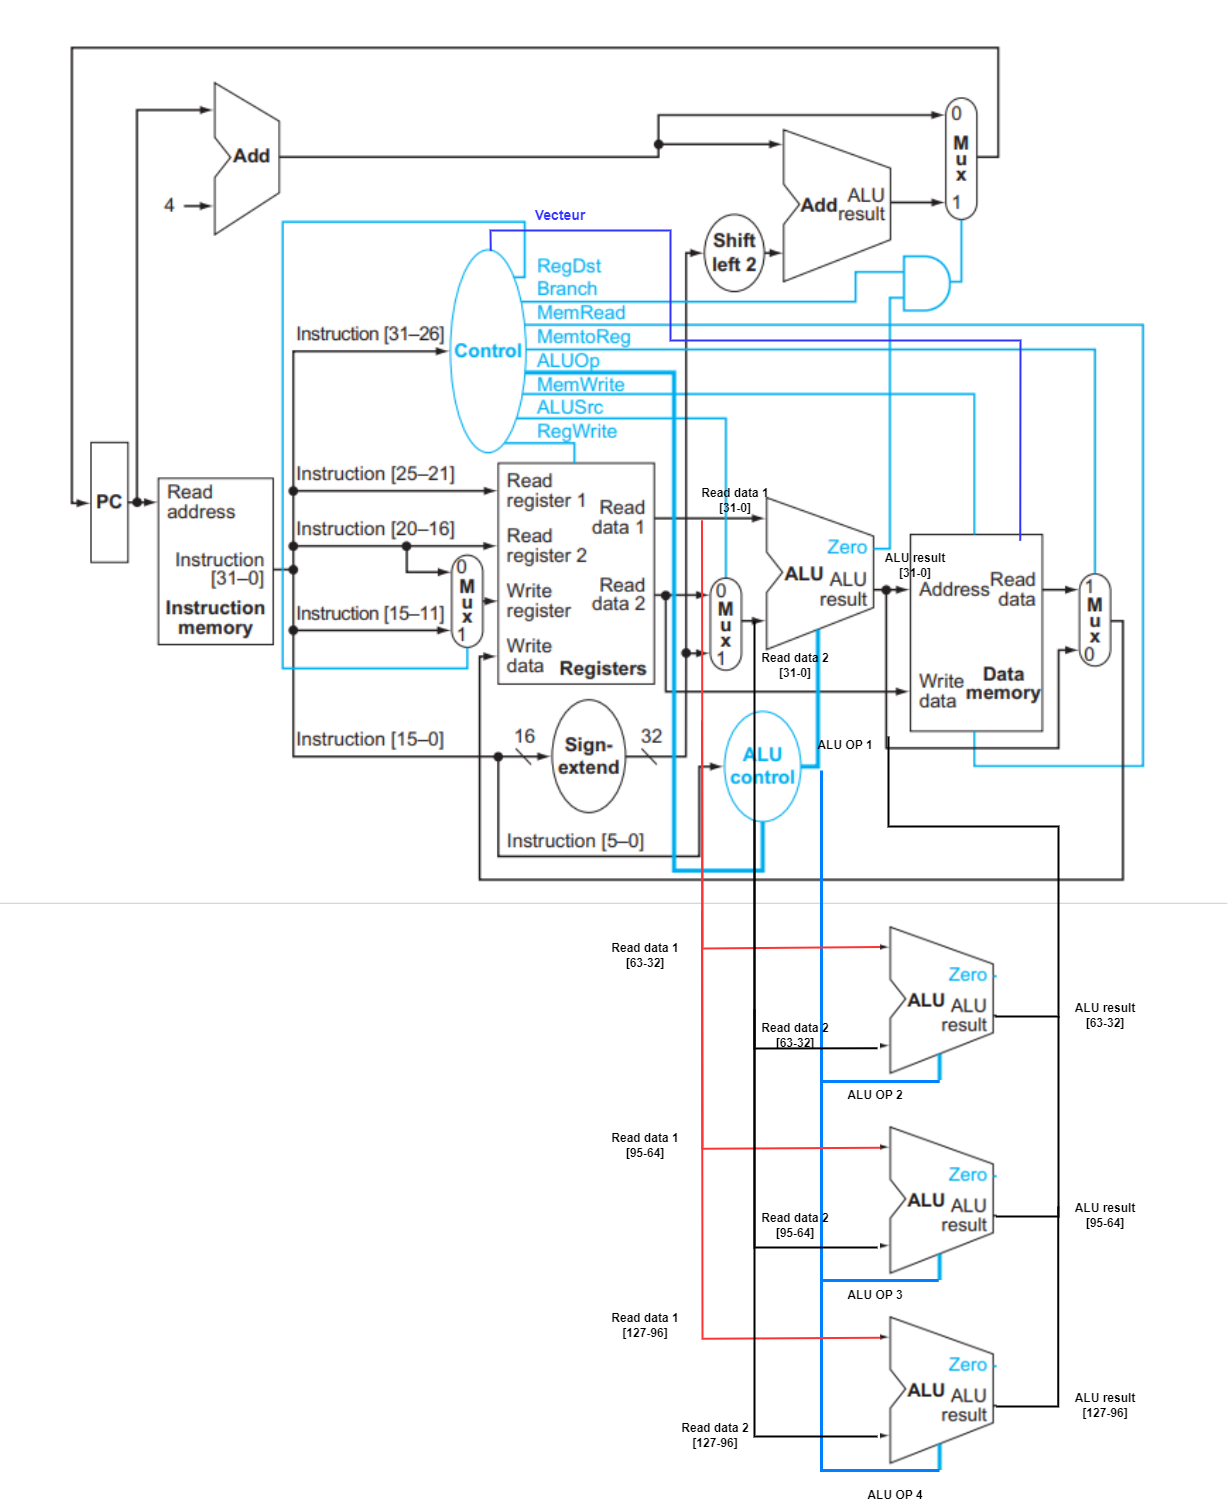 0
M
u
x
1
Add
4
Add
ALU
result
Shift
left 2
Vecteur
RegDst
Branch
MemRead
MemtoReg
ALUOp
MemWrite
ALUSrc
RegWrite
Control
Instruction [31–26]
Instruction [25–21]
Instruction [20–16]
Instruction [15–11]
Instruction [15–0]
Instruction [5–0]
PC
Read
address
Instruction
[31–0]
Instruction
memory
0
M
u
x
1
Read
register 1
Read
register 2
Write
register
Write
data
Read
data 1
Read
data 2
Registers
16
Sign-
extend
32
0
M
u
x
1
Read data 1
[31-0]
Zero
ALU
ALU
result
Read data 2
[31-0]
ALU result
[31-0]
Address
Read
data
Write
data
Data
memory
1
M
u
x
0
ALU
control
ALU OP 1
Read data 1
[63-32]
Zero
ALU
ALU
result
Read data 2
[63-32]
ALU result
[63-32]
ALU OP 2
Read data 1
[95-64]
Zero
ALU
ALU
result
Read data 2
[95-64]
ALU result
[95-64]
ALU OP 3
Read data 1
[127-96]
Zero
ALU
ALU
result
Read data 2
[127-96]
ALU result
[127-96]
ALU OP 4